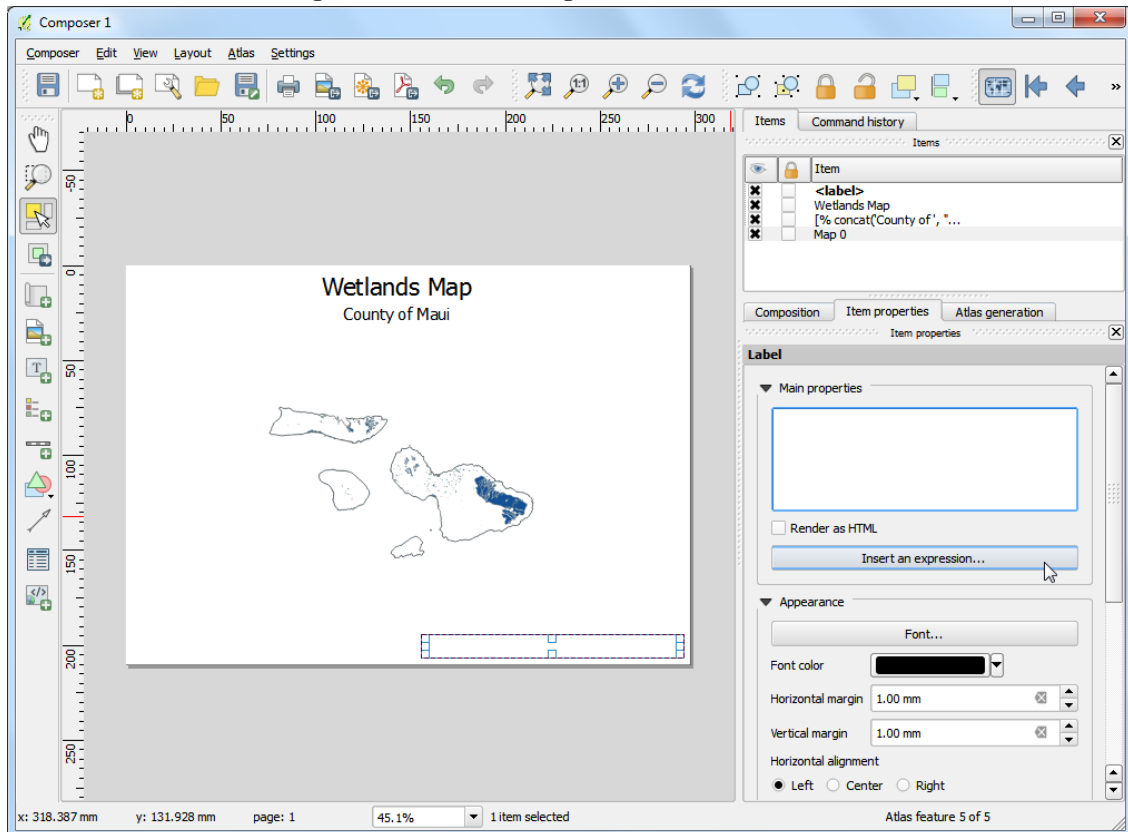 Composer 1
Composer Edit View Layout Atlas Settings
1:1
»
0 50 100 150 200 250 300
-50
0
50
100
150
200
250
Wetlands Map
County of Maui
Items Command history
Items
Item
<label>
Wetlands Map
[% concat('County of ', "...
Map 0
Composition Item properties Atlas generation
Item properties
Label
Main properties
Render as HTML
Insert an expression...
Appearance
Font...
Font color
Horizontal margin 1.00 mm
Vertical margin 1.00 mm
Horizontal alignment
Left Center Right
x: 318.387 mm y: 131.928 mm page: 1 45.1% 1 item selected Atlas feature 5 of 5